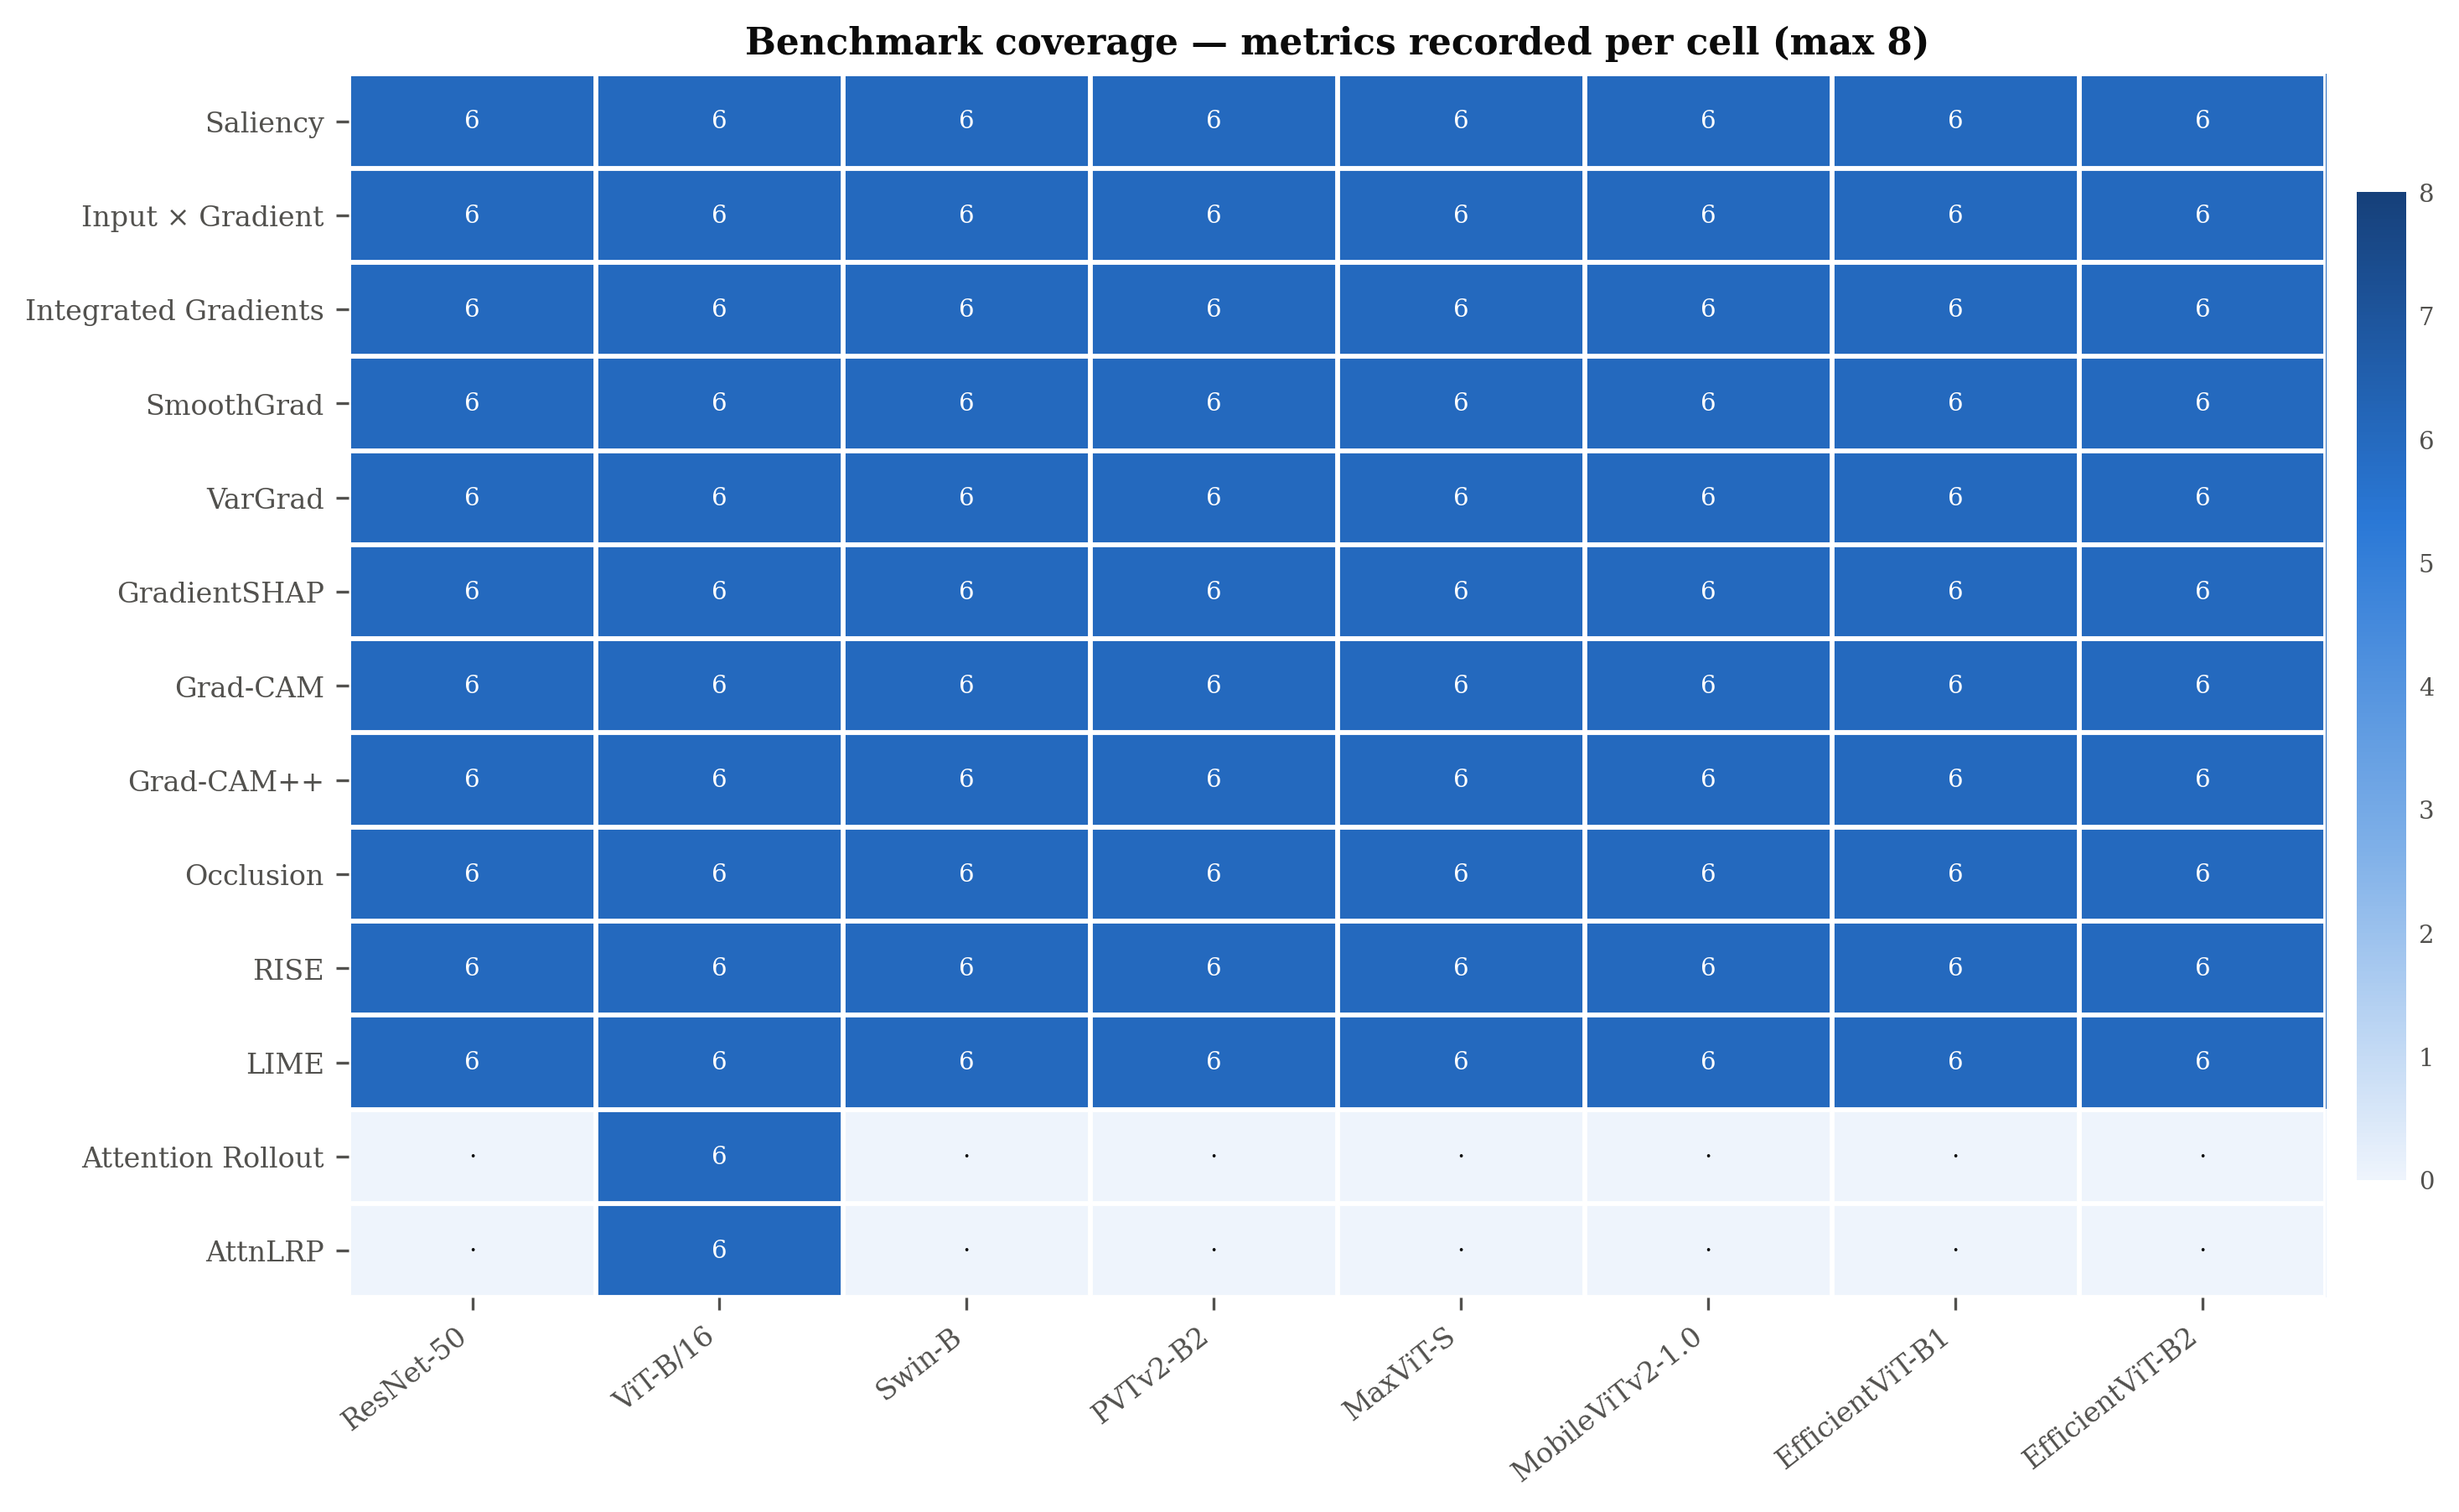 Benchmark coverage — metrics recorded per cell (max 8)
Saliency 6 6 6 6 6 6 6 6
Input × Gradient 6 6 6 6 6 6 6 6
Integrated Gradients 6 6 6 6 6 6 6 6
SmoothGrad 6 6 6 6 6 6 6 6
VarGrad 6 6 6 6 6 6 6 6
GradientSHAP 6 6 6 6 6 6 6 6
Grad-CAM 6 6 6 6 6 6 6 6
Grad-CAM++ 6 6 6 6 6 6 6 6
Occlusion 6 6 6 6 6 6 6 6
RISE 6 6 6 6 6 6 6 6
LIME 6 6 6 6 6 6 6 6
Attention Rollout · 6 · · · · · ·
AttnLRP · 6 · · · · · ·
ResNet-50
ViT-B/16
Swin-B
PVTv2-B2
MaxViT-S
MobileViTv2-1.0
EfficientViT-B1
EfficientViT-B2
8
7
6
5
4
3
2
1
0